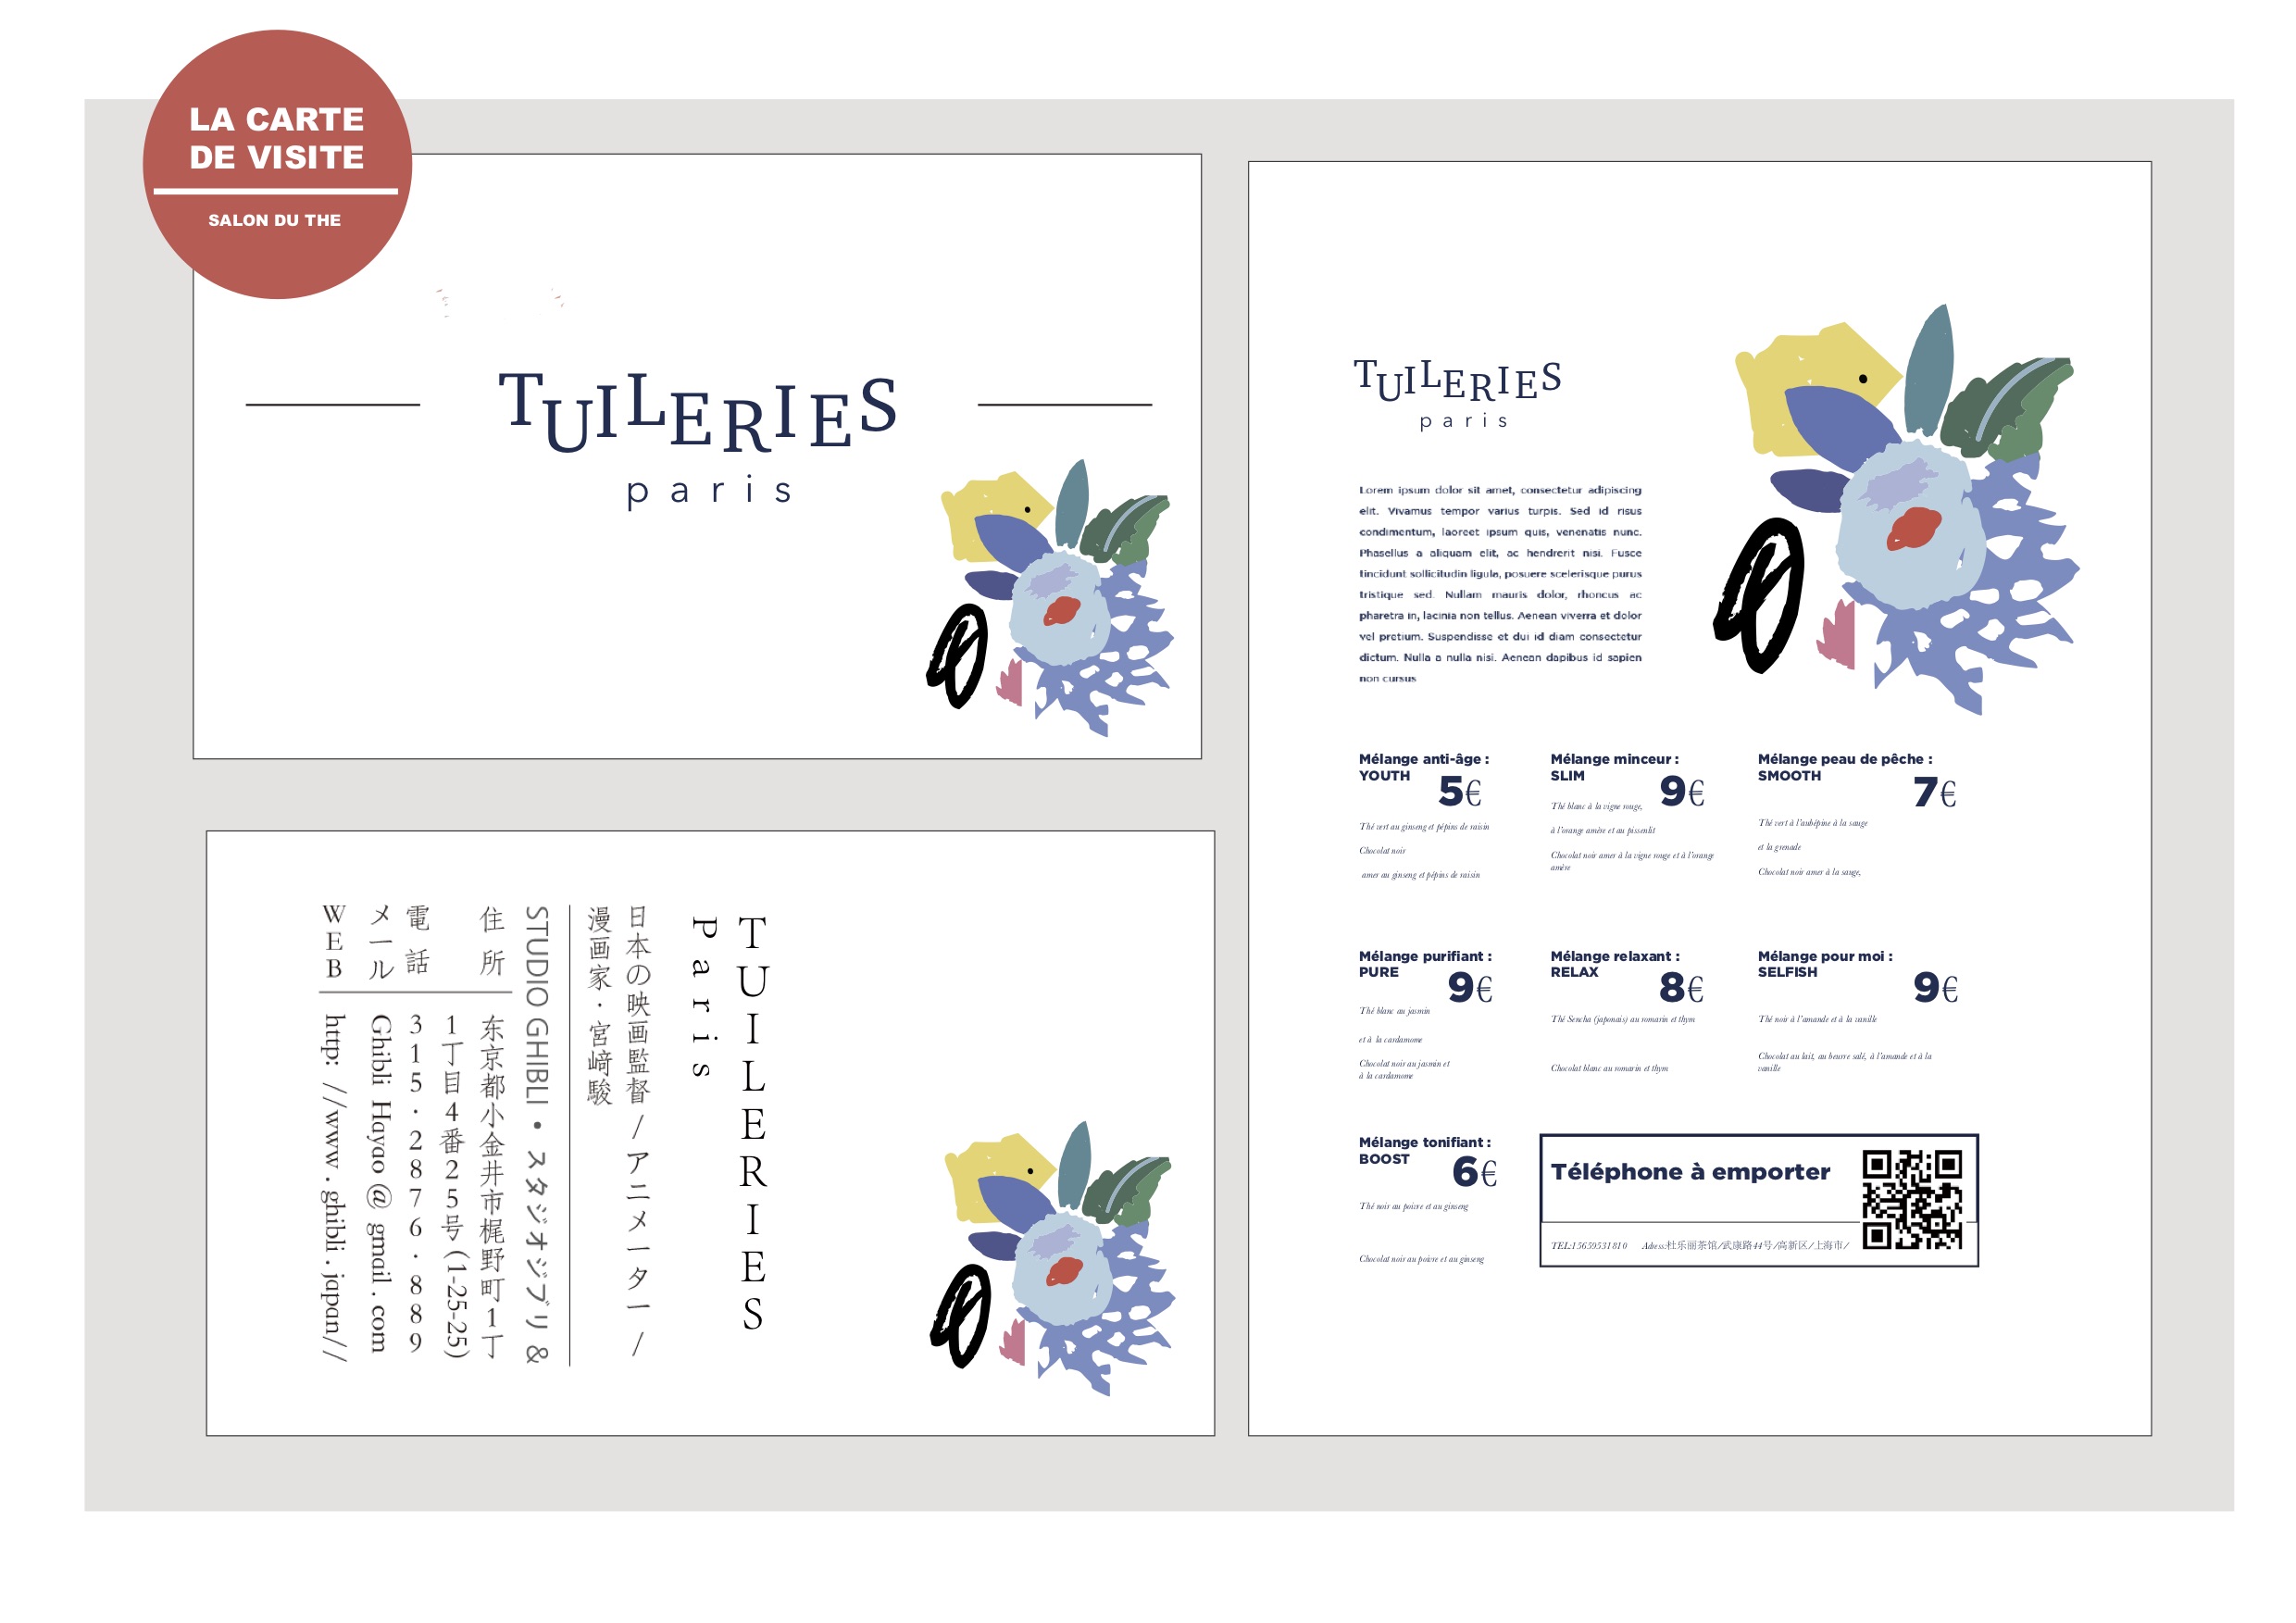 LA CARTE
DE VISITE
SALON DU THE
TUILERIES
paris
TUILERIES
Paris
日本の映画監督/アニメーター/
漫画家·宮﨑駿
STUDIO GHIBLI • スタジオジブリ &
住所
东京都小金井市梶野町1丁
1丁目4番25号(1-25-25)
電話
315·2876·889
メール
Ghibli Hayao @ gmail . com
WEB
http: //www . ghibli . japan//
TUILERIES
paris
Lorem ipsum dolor sit amet, consectetur adipiscing
elit. Vivamus tempor varius turpis. Sed id risus
condimentum, laoreet ipsum quis, venenatis nunc.
Phasellus a aliquam elit, ac hendrerit nisi. Fusce
tincidunt sollicitudin ligula, posuere scelerisque purus
tristique sed. Nullam mauris dolor, rhoncus ac
pharetra in, lacinia non tellus. Aenean viverra et dolor
vel pretium. Suspendisse et dui id diam consectetur
dictum. Nulla a nulla nisi. Aenean dapibus id sapien
non cursus
Mélange anti-âge :
YOUTH
5€
Thé vert au ginseng et pépins de raisin
Chocolat noir
amer au ginseng et pépins de raisin
Mélange minceur :
SLIM
9€
Thé blanc à la vigne rouge,
à l'orange amère et au pissenlit
Chocolat noir amer à la vigne rouge et à l'orange
amère
Mélange peau de pêche :
SMOOTH
7€
Thé vert à l'aubépine à la sauge
et la grenade
Chocolat noir amer à la sauge,
Mélange purifiant :
PURE
9€
Thé blanc au jasmin
et à la cardamome
Chocolat nois au jasmin et
à la cardamome
Mélange relaxant :
RELAX
8€
Thé Sencha (japonais) au romarin et thym
Chocolat blanc au romarin et thym
Mélange pour moi :
SELFISH
9€
Thé noir à l'amande et à la vanille
Chocolat au lait, au beurre salé, à l'amande et à la
vanille
Mélange tonifiant :
BOOST
6€
Thé nois au poivre et au ginseng
Chocolat nois au poivre et au ginseng
Téléphone à emporter
TEL:15659531810 Adress:杜乐丽茶馆/武康路44号/高新区/上海市/